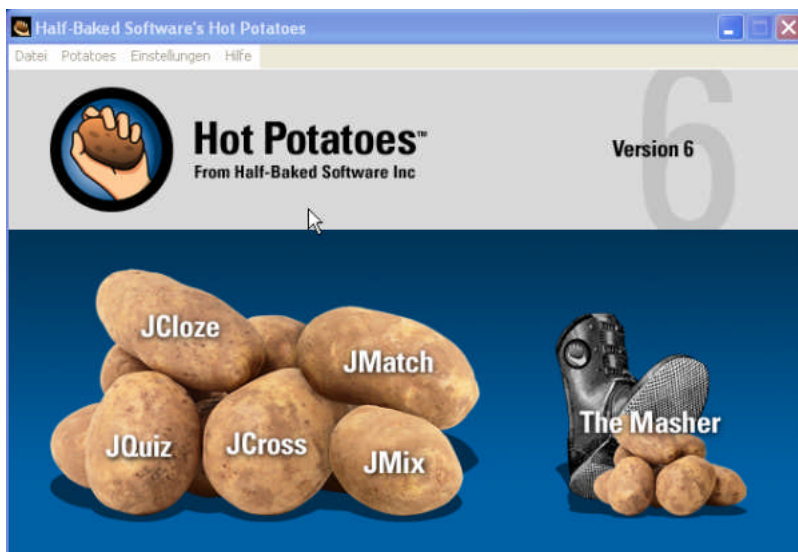 Half-Baked Software's Hot Potatoes
Datei Potatoes Einstellungen Hilfe
Hot Potatoes™
From Half-Baked Software Inc
Version 6
6
JCloze
JMatch
JQuiz
JCross
JMix
The Masher